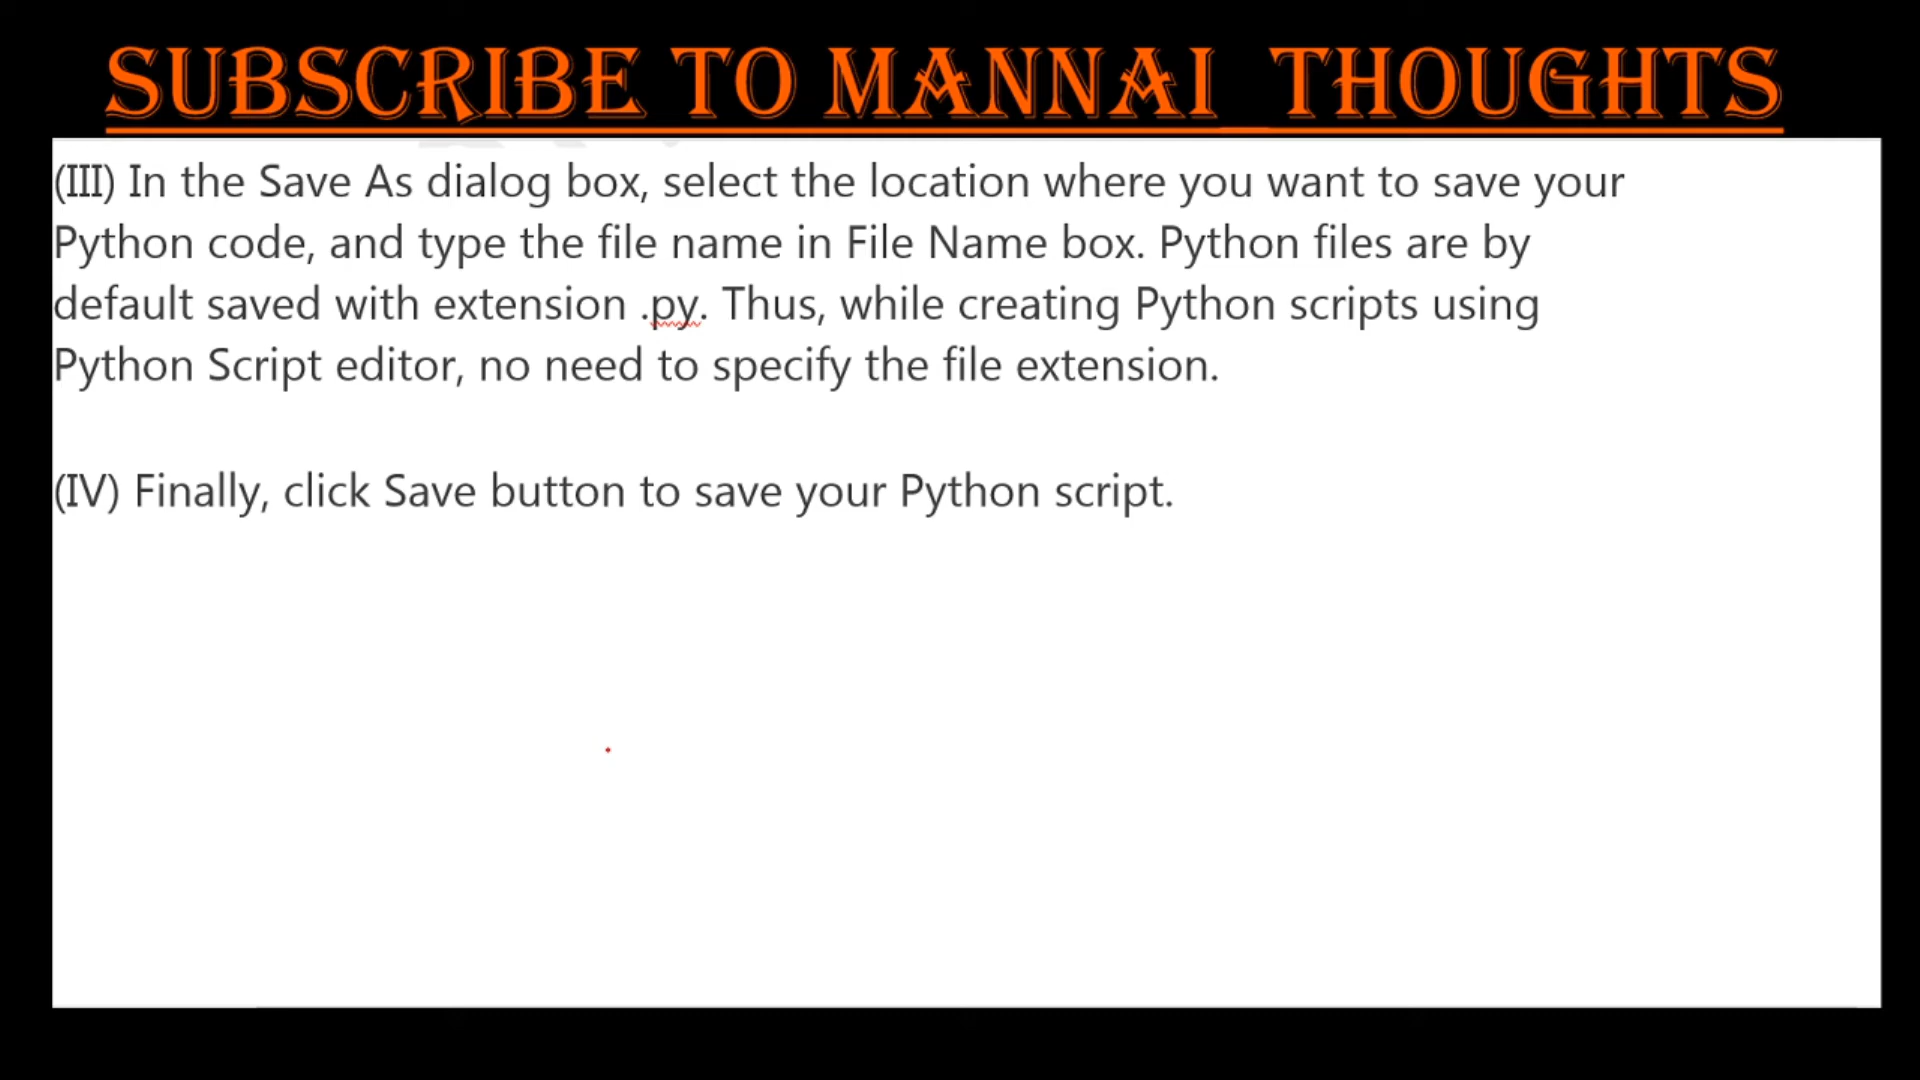 SUBSCRIBE TO MANNAI THOUGHTS
(III) In the Save As dialog box, select the location where you want to save your
Python code, and type the file name in File Name box. Python files are by
default saved with extension .py. Thus, while creating Python scripts using
Python Script editor, no need to specify the file extension.
(IV) Finally, click Save button to save your Python script.